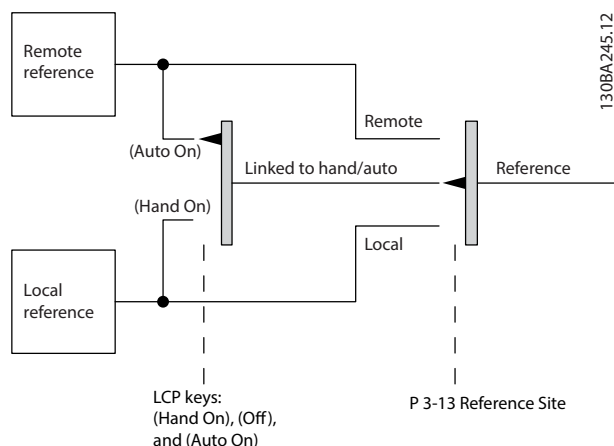 Remote
reference
130BA245.12
Remote
(Auto On)
Linked to hand/auto
Reference
(Hand On)
Local
Local
reference
LCP keys:
(Hand On), (Off),
and (Auto On)
P 3-13 Reference Site